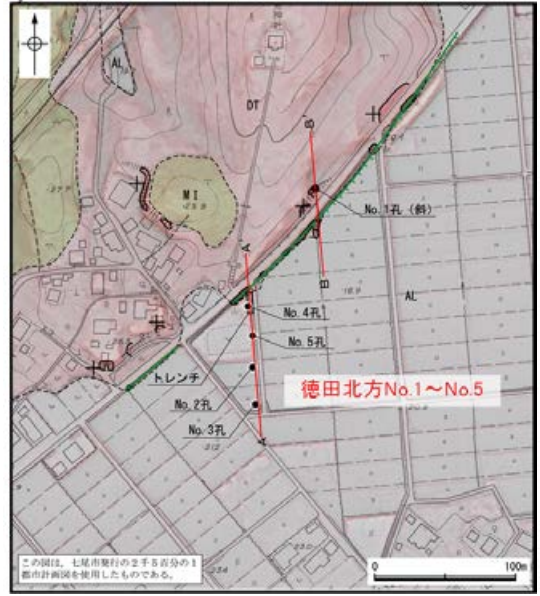 AL
DT
B'
MI
No.1孔 (斜)
A'
B
No.4孔
AL
No.5孔
トレンチ
徳田北方No.1～No.5
No.2孔
No.3孔
A
この図は、七尾市発行の2千5百分の1
都市計画図を使用したものである。
0 100m